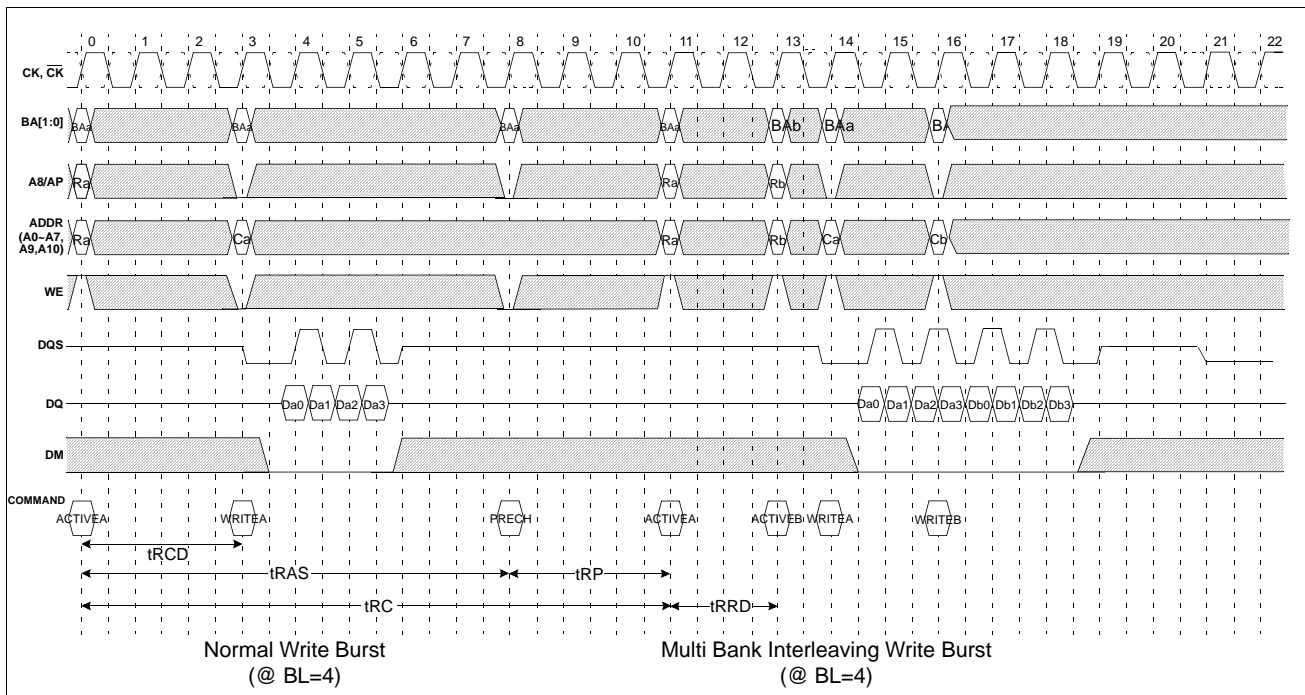 0 1 2 3 4 5 6 7 8 9 10 11 12 13 14 15 16 17 18 19 20 21 22
CK, CK
BA[1:0] BAa BAa BAa BAa BAb BAa BA
A8/AP Ra Ra Rb
ADDR
(A0~A7,
A9,A10)
Ra Ca Ra Rb Ca Cb
WE
DQS
DQ Da0 Da1 Da2 Da3 Da0 Da1 Da2 Da3 Db0 Db1 Db2 Db3
DM
COMMAND
ACTIVEA WRITEA PRECH ACTIVEA ACTIVEB WRITEA WRITEB
tRCD
tRAS tRP
tRC tRRD
Normal Write Burst Multi Bank Interleaving Write Burst
(@ BL=4) (@ BL=4)